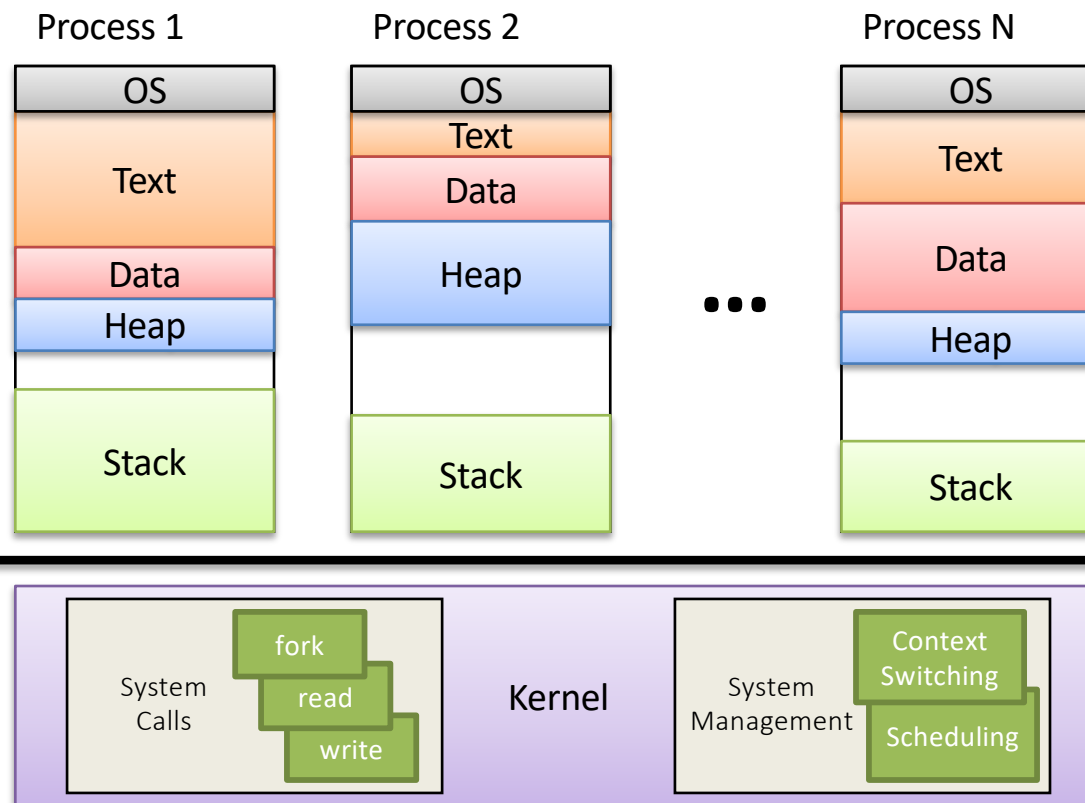 Process 1
Process 2
Process N
OS
Text
Data
Heap
Stack
OS
Text
Data
Heap
Stack
...
OS
Text
Data
Heap
Stack
System
Calls
fork
read
write
Kernel
System
Management
Context
Switching
Scheduling